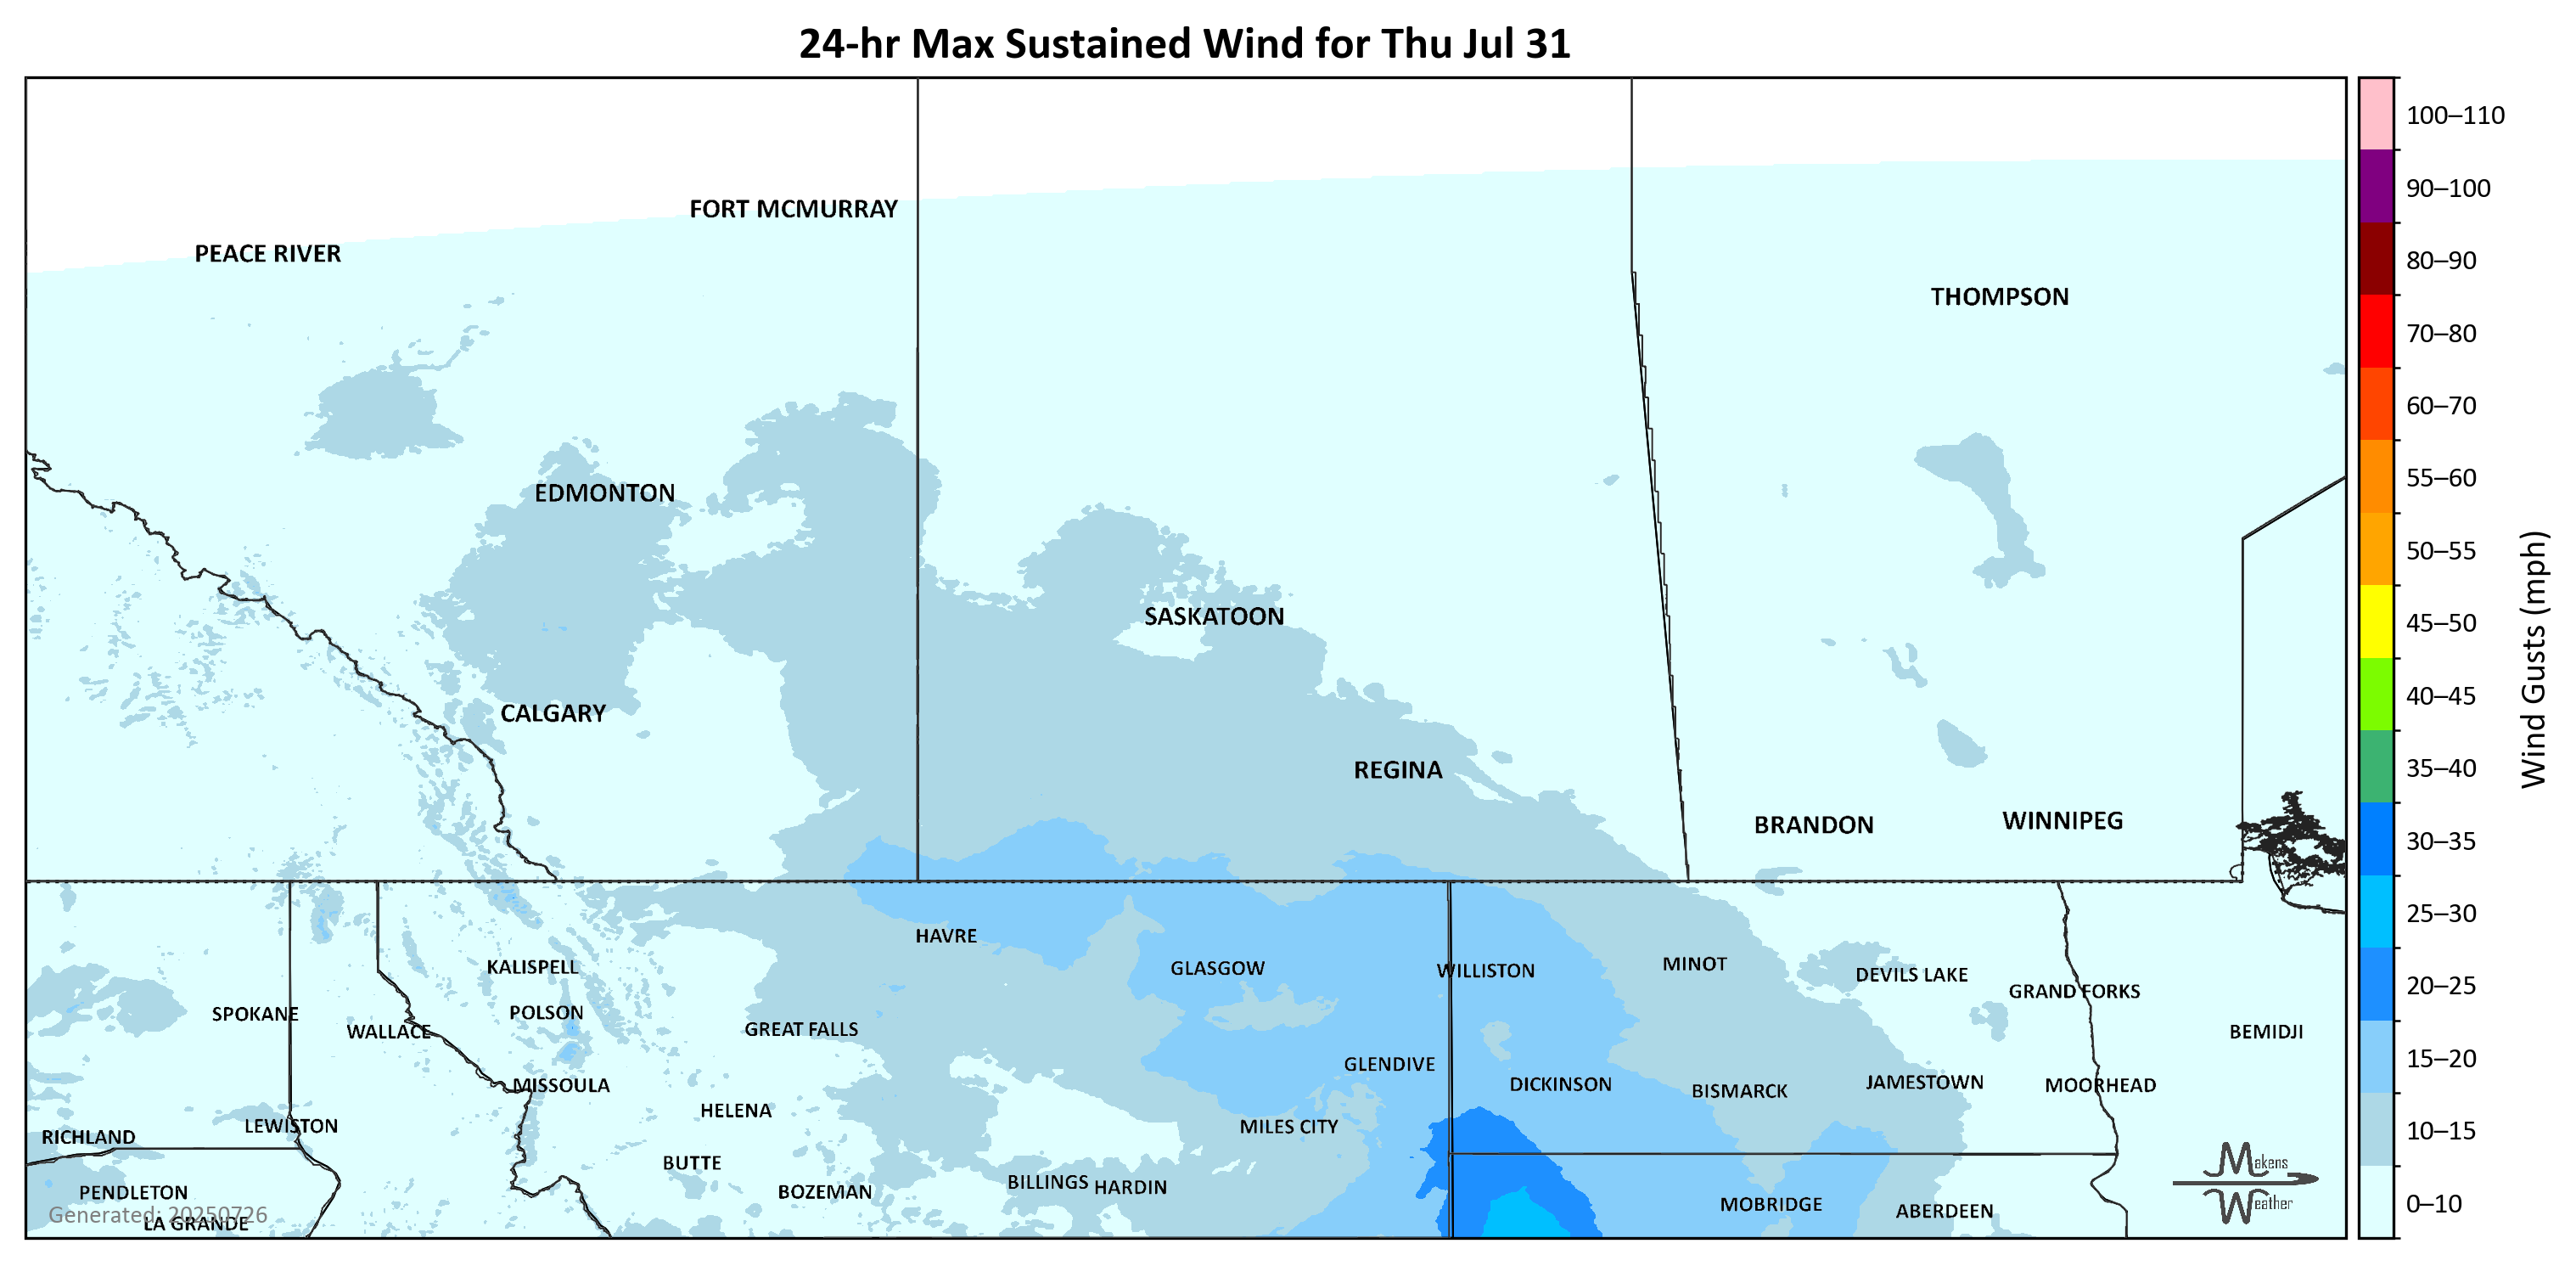 24-hr Max Sustained Wind for Thu Jul 31
100–110
90–100
80–90
70–80
60–70
55–60
50–55
45–50
40–45
35–40
30–35
25–30
20–25
15–20
10–15
0–10
Wind Gusts (mph)
FORT MCMURRAY
PEACE RIVER
THOMPSON
EDMONTON
SASKATOON
CALGARY
REGINA
BRANDON
WINNIPEG
HAVRE
KALISPELL
GLASGOW
WILLISTON
MINOT
DEVILS LAKE
GRAND FORKS
SPOKANE
POLSON
WALLACE
GREAT FALLS
BEMIDJI
GLENDIVE
MISSOULA
DICKINSON
BISMARCK
JAMESTOWN
MOORHEAD
HELENA
LEWISTON
MILES CITY
RICHLAND
BUTTE
BILLINGS
HARDIN
PENDLETON
BOZEMAN
MOBRIDGE
ABERDEEN
LA GRANDE
Generated: 20250726
Makens
Weather